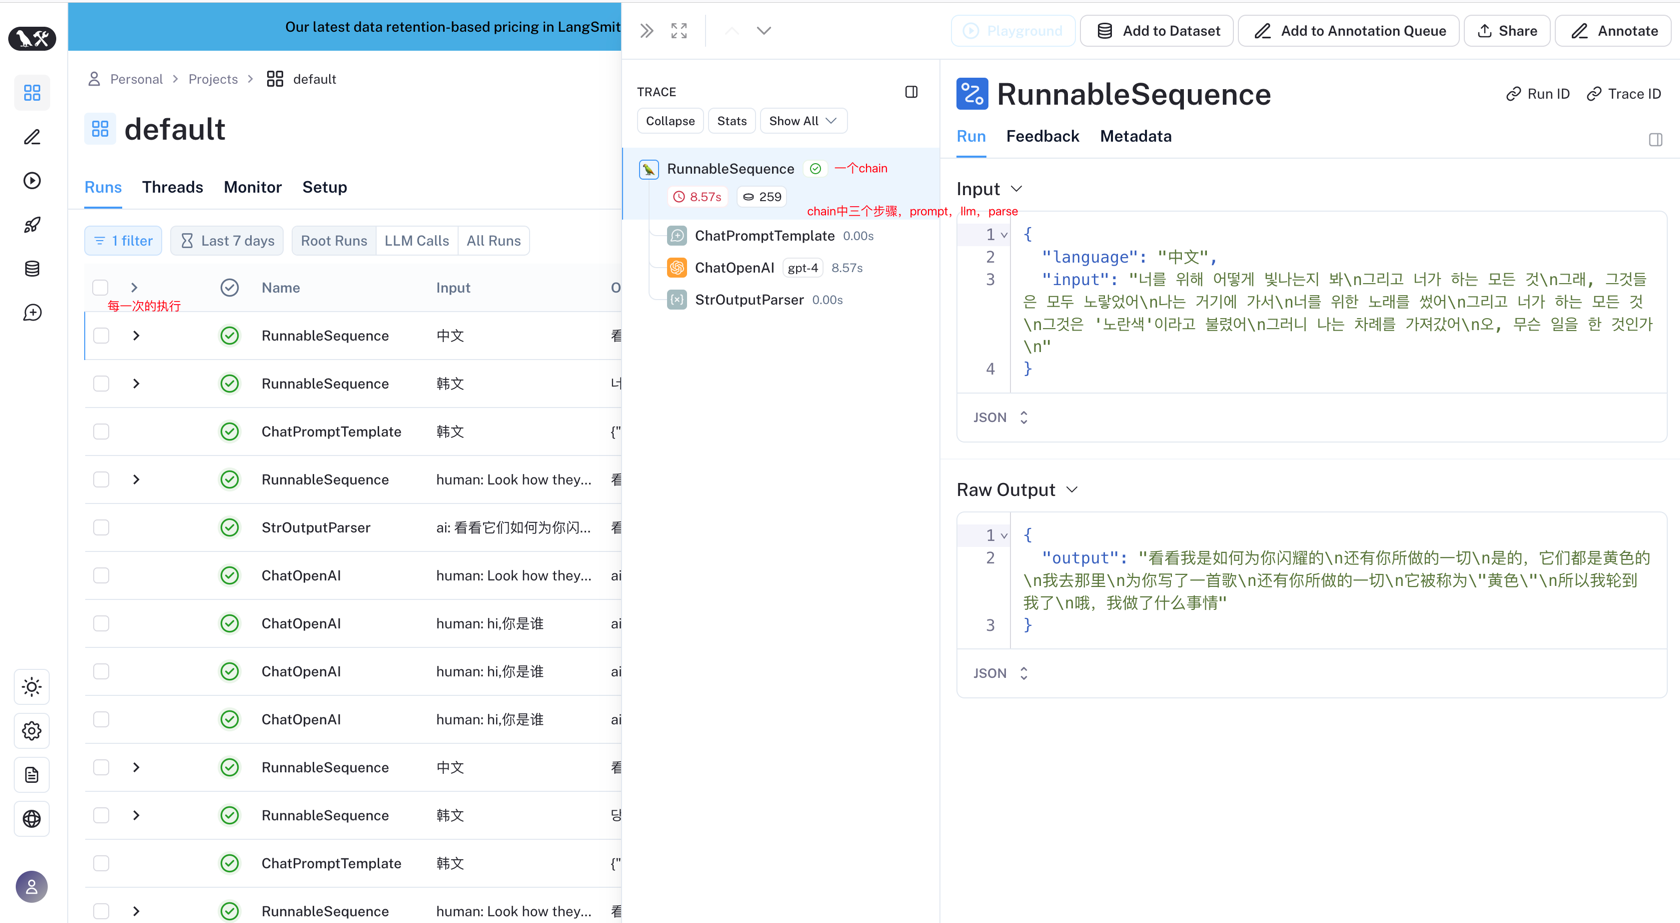 Our latest data retention-based pricing in LangSmit
Personal > Projects > default
default
Runs Threads Monitor Setup
1 filter Last 7 days Root Runs LLM Calls All Runs
Name Input O
每一次的执行
RunnableSequence 中文 看
RunnableSequence 韩文 너
ChatPromptTemplate 韩文 {"
RunnableSequence human: Look how they... 看
StrOutputParser ai: 看看它们如何为你闪... 看
ChatOpenAI human: Look how they... ai
ChatOpenAI human: hi,你是谁 ai
ChatOpenAI human: hi,你是谁 ai
ChatOpenAI human: hi,你是谁 ai
RunnableSequence 中文 看
RunnableSequence 韩文
ChatPromptTemplate 韩文 {"
RunnableSequence human: Look how they... 看
Playground Add to Dataset Add to Annotation Queue Share Annotate
TRACE
Collapse Stats Show All
RunnableSequence 一个chain
8.57s 259
chain中三个步骤，prompt，llm，parse
ChatPromptTemplate 0.00s
ChatOpenAI gpt-4 8.57s
StrOutputParser 0.00s
RunnableSequence
Run ID Trace ID
Run Feedback Metadata
Input
1 {
2 "language": "中文",
3 "input": "너를 위해 어떻게 빛나는지 봐\n그리고 너가 하는 모든 것\n그래, 그것들
은 모두 노랗었어\n나는 거기에 가서\n너를 위한 노래를 썼어\n그리고 너가 하는 모든 것
\n그것은 '노란색'이라고 불렸어\n그러니 나는 차례를 가져갔어\n오, 무슨 일을 한 것인가
\n"
4 }
JSON
Raw Output
1 {
2 "output": "看看我是如何为你闪耀的\n还有你所做的一切\n是的，它们都是黄色的
\n我去那里\n为你写了一首歌\n还有你所做的一切\n它被称为\"黄色\"\n所以我轮到
我了\n哦，我做了什么事情"
3 }
JSON